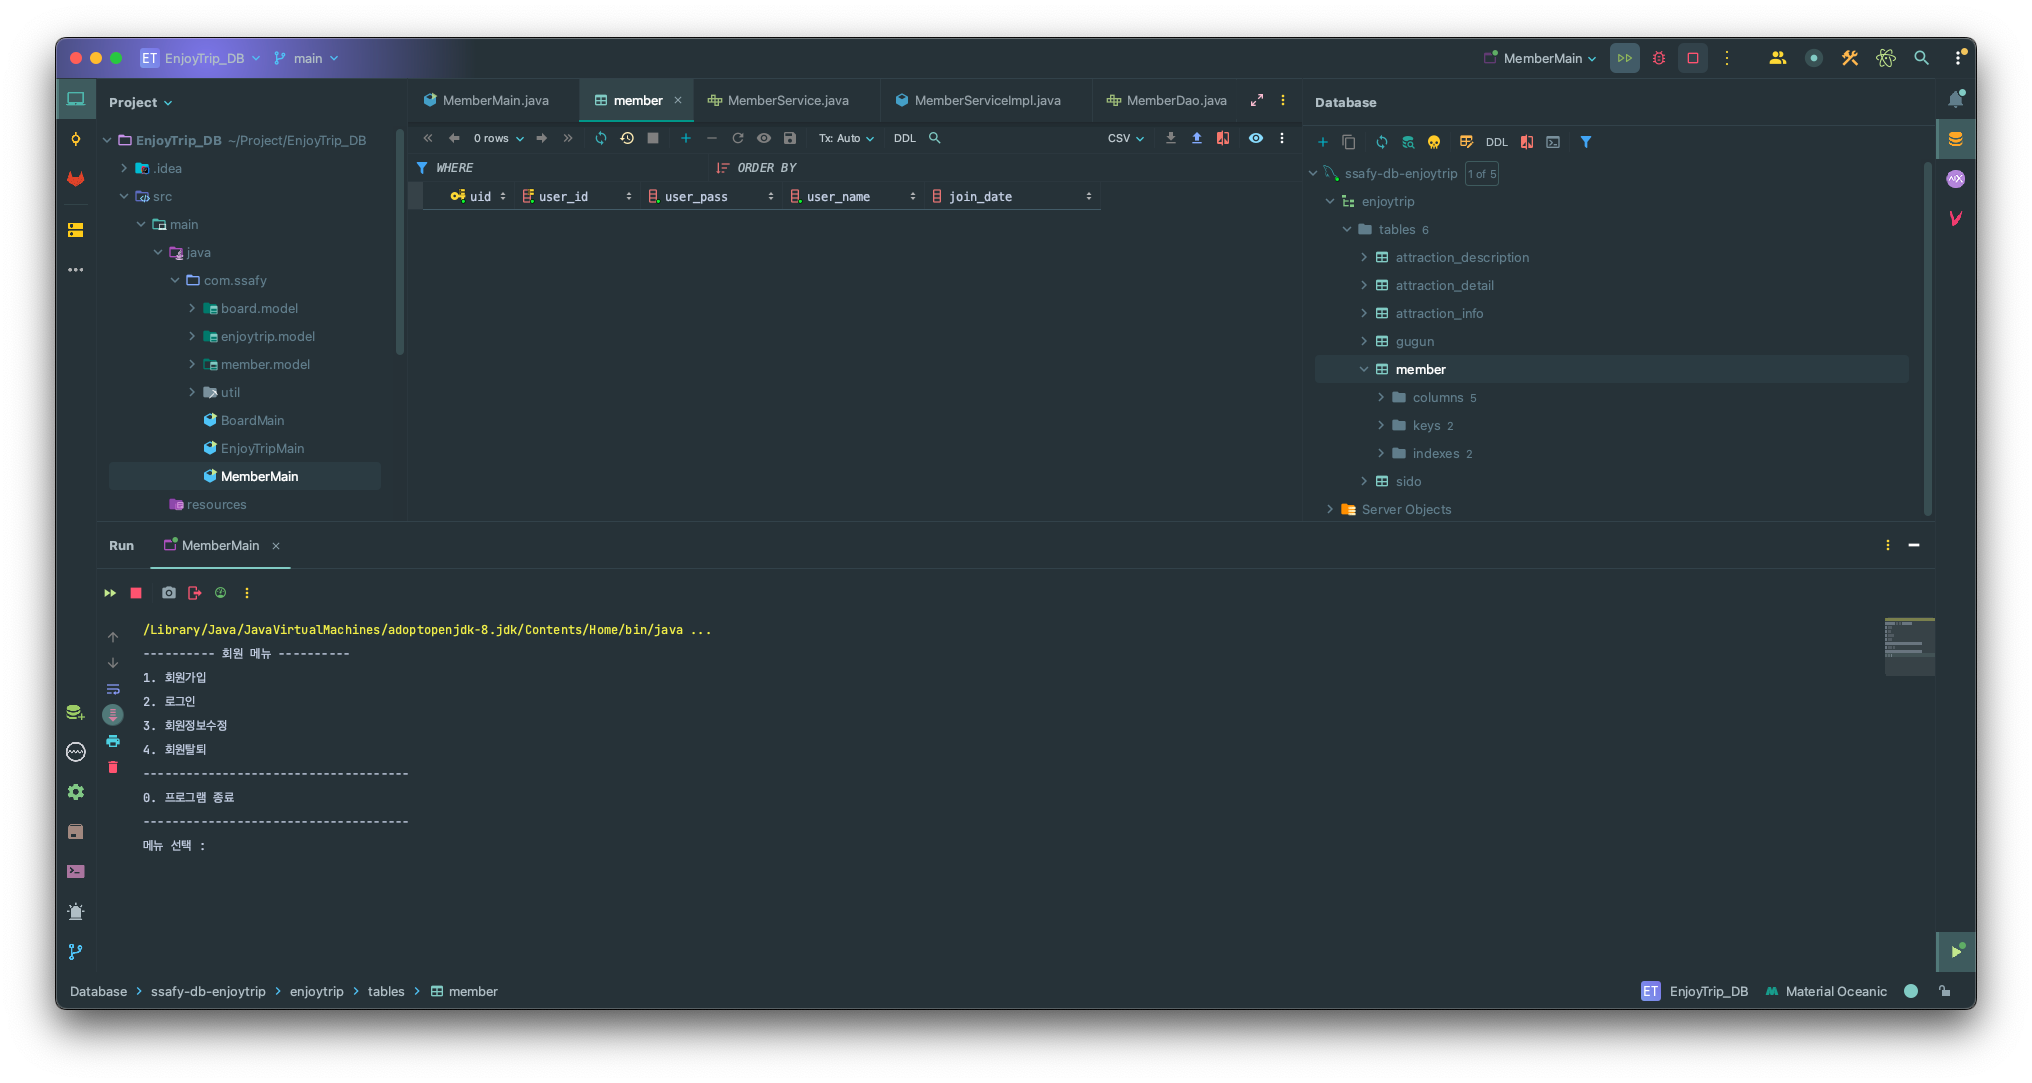 ET EnjoyTrip_DB main MemberMain
Project
EnjoyTrip_DB ~/Project/EnjoyTrip_DB
.idea
src
main
java
com.ssafy
board.model
enjoytrip.model
member.model
util
BoardMain
EnjoyTripMain
MemberMain
resources
MemberMain.java member MemberService.java MemberServiceImpl.java MemberDao.java
0 rows Tx: Auto DDL CSV
WHERE ORDER BY
uid user_id user_pass user_name join_date
Database
DDL
ssafy-db-enjoytrip 1 of 5
enjoytrip
tables 6
attraction_description
attraction_detail
attraction_info
gugun
member
columns 5
keys 2
indexes 2
sido
Server Objects
Run MemberMain
/Library/Java/JavaVirtualMachines/adoptopenjdk-8.jdk/Contents/Home/bin/java ...
---------- 회원 메뉴 ----------
1. 회원가입
2. 로그인
3. 회원정보수정
4. 회원탈퇴
-------------------------------------
0. 프로그램 종료
-------------------------------------
메뉴 선택 :
Database ssafy-db-enjoytrip enjoytrip tables member
ET EnjoyTrip_DB Material Oceanic